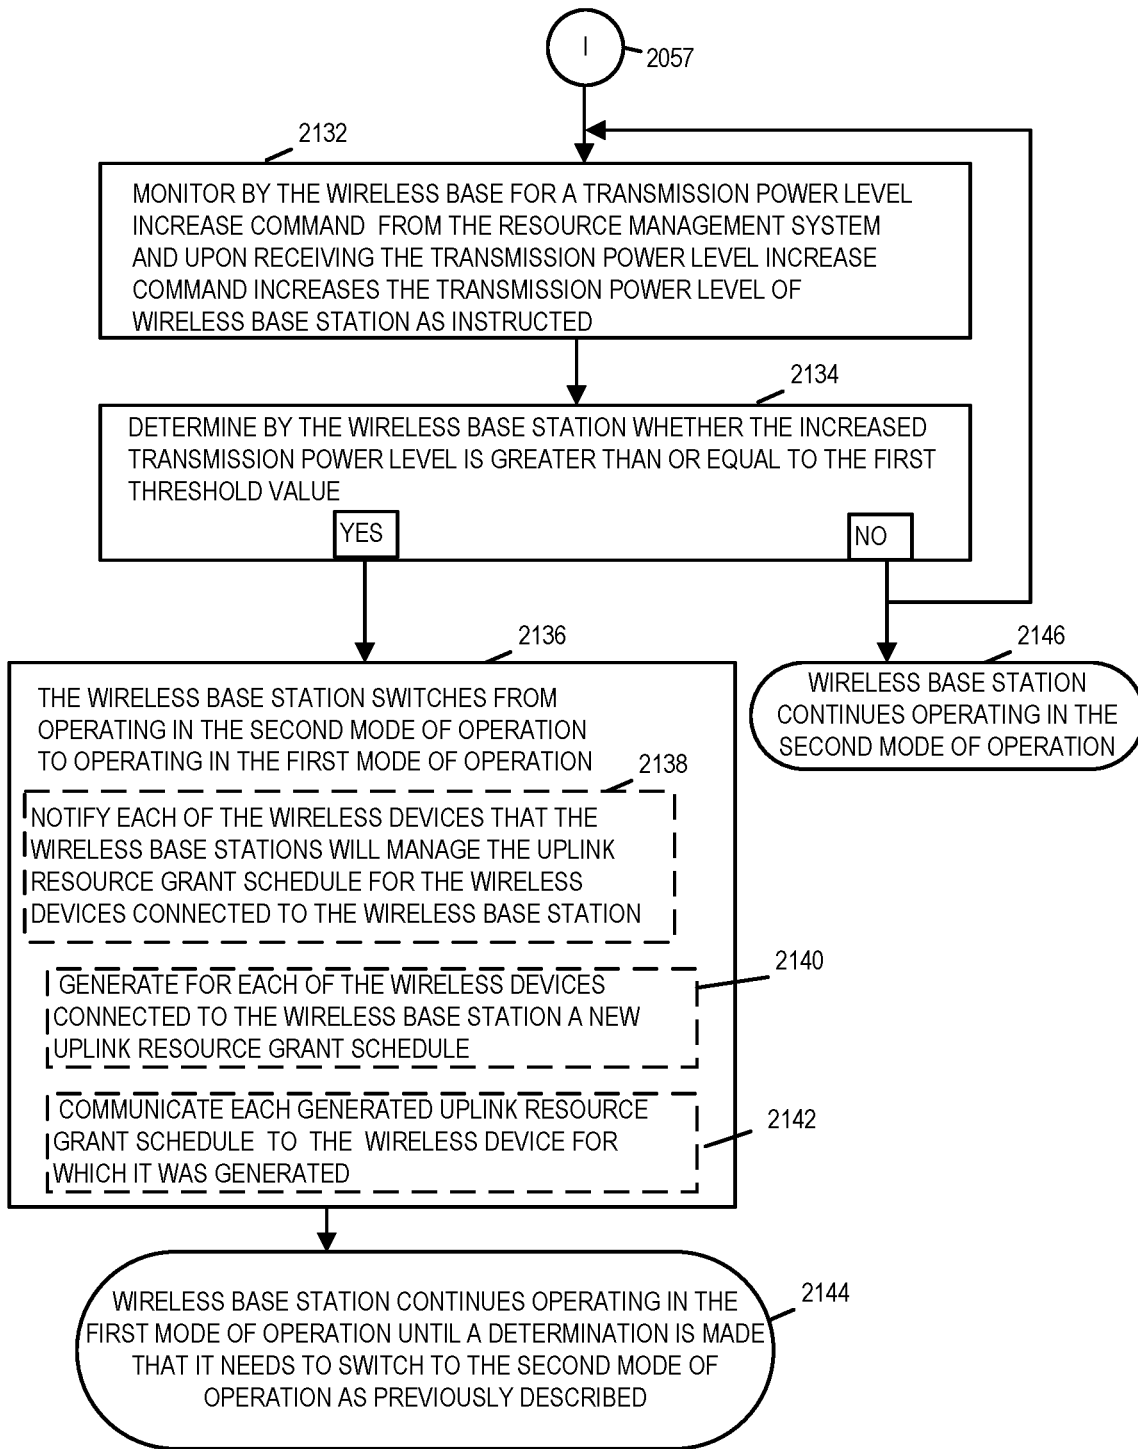 I
2057
2132
MONITOR BY THE WIRELESS BASE FOR A TRANSMISSION POWER LEVEL
INCREASE COMMAND FROM THE RESOURCE MANAGEMENT SYSTEM
AND UPON RECEIVING THE TRANSMISSION POWER LEVEL INCREASE
COMMAND INCREASES THE TRANSMISSION POWER LEVEL OF
WIRELESS BASE STATION AS INSTRUCTED
2134
DETERMINE BY THE WIRELESS BASE STATION WHETHER THE INCREASED
TRANSMISSION POWER LEVEL IS GREATER THAN OR EQUAL TO THE FIRST
THRESHOLD VALUE
YES
NO
2136
THE WIRELESS BASE STATION SWITCHES FROM
OPERATING IN THE SECOND MODE OF OPERATION
TO OPERATING IN THE FIRST MODE OF OPERATION
2146
WIRELESS BASE STATION
CONTINUES OPERATING IN THE
SECOND MODE OF OPERATION
2138
NOTIFY EACH OF THE WIRELESS DEVICES THAT THE
WIRELESS BASE STATIONS WILL MANAGE THE UPLINK
RESOURCE GRANT SCHEDULE FOR THE WIRELESS
DEVICES CONNECTED TO THE WIRELESS BASE STATION
2140
GENERATE FOR EACH OF THE WIRELESS DEVICES
CONNECTED TO THE WIRELESS BASE STATION A NEW
UPLINK RESOURCE GRANT SCHEDULE
2142
COMMUNICATE EACH GENERATED UPLINK RESOURCE
GRANT SCHEDULE TO THE WIRELESS DEVICE FOR
WHICH IT WAS GENERATED
2144
WIRELESS BASE STATION CONTINUES OPERATING IN THE
FIRST MODE OF OPERATION UNTIL A DETERMINATION IS MADE
THAT IT NEEDS TO SWITCH TO THE SECOND MODE OF
OPERATION AS PREVIOUSLY DESCRIBED